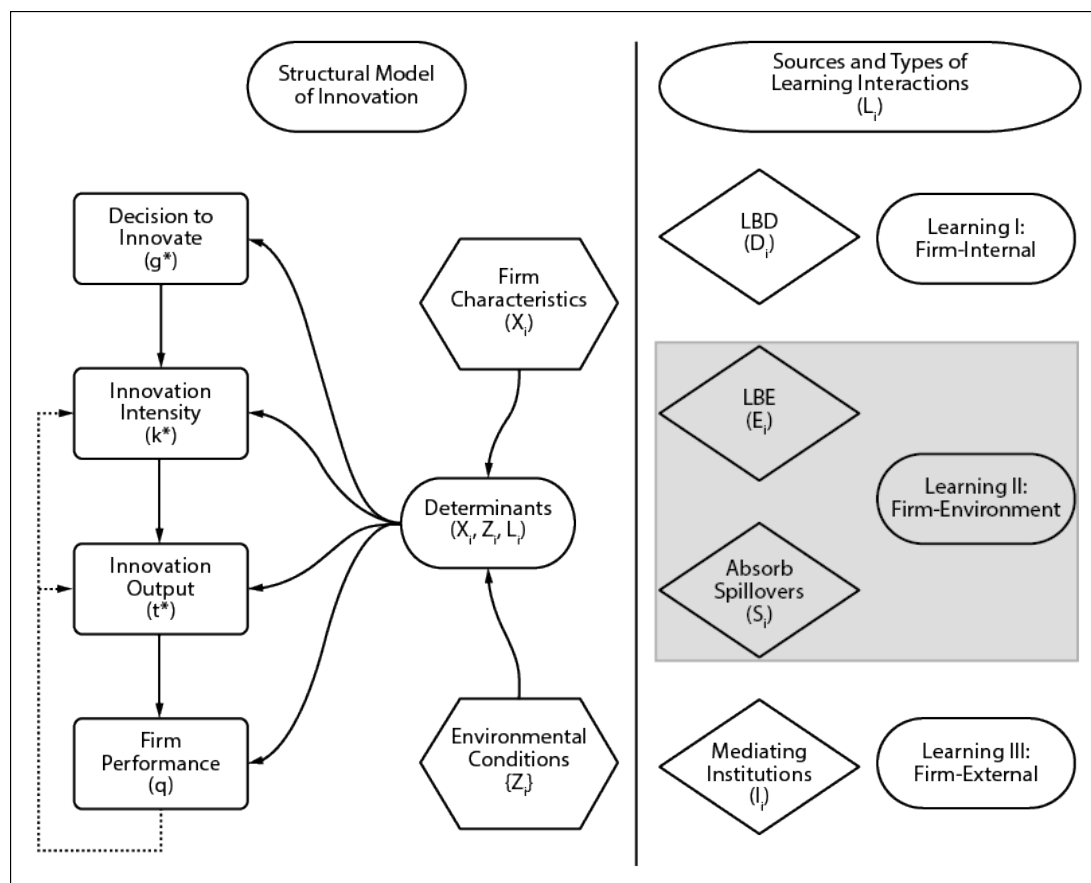 Structural Model
of Innovation
Decision to
Innovate
(g*)
Innovation
Intensity
(k*)
Innovation
Output
(t*)
Firm
Performance
(q)
Firm
Characteristics
(Xi)
Determinants
(Xi, Zi, Li)
Environmental
Conditions
{Zi}
Sources and Types of
Learning Interactions
(Li)
LBD
(Di)
Learning I:
Firm-Internal
LBE
(Ei)
Learning II:
Firm-Environment
Absorb
Spillovers
(Si)
Mediating
Institutions
(Ii)
Learning III:
Firm-External